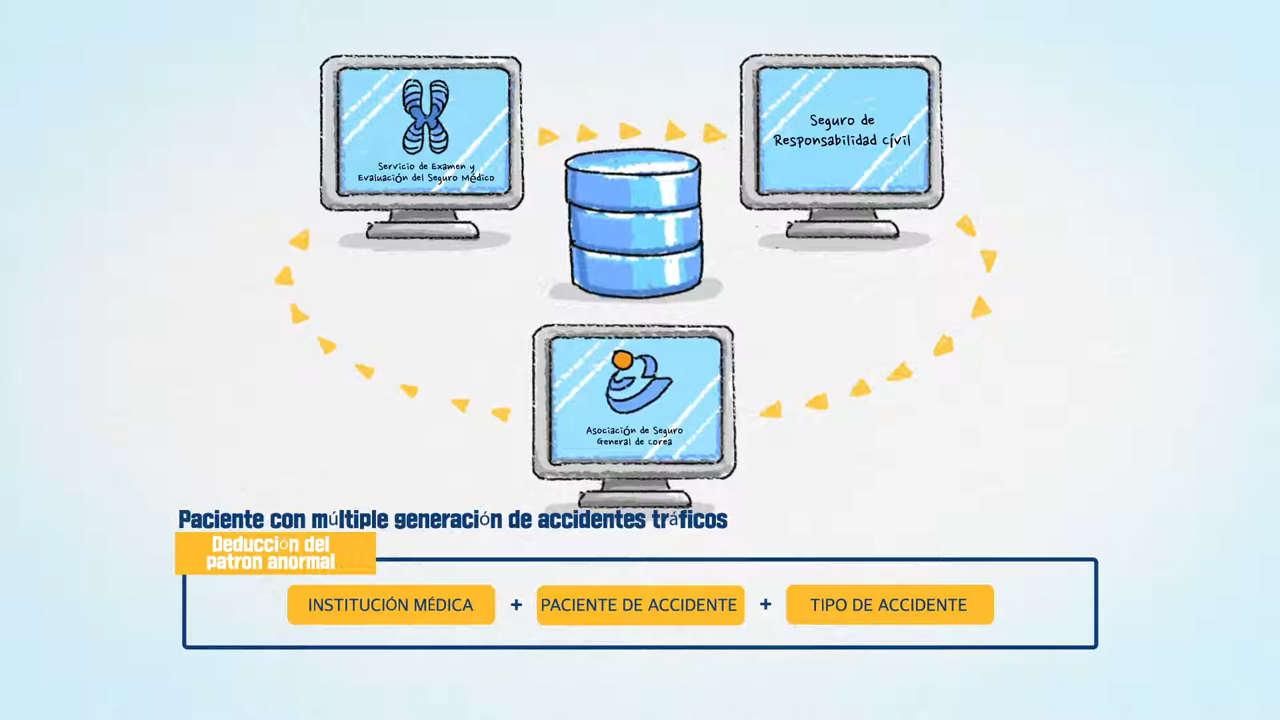 Servicio de Examen y
Evaluación del Seguro Médico
Seguro de
Responsabilidad cívil
Asociación de Seguro
General de corea
Paciente con múltiple generación de accidentes tráficos
Deducción del
patron anormal
INSTITUCIÓN MÉDICA + PACIENTE DE ACCIDENTE + TIPO DE ACCIDENTE